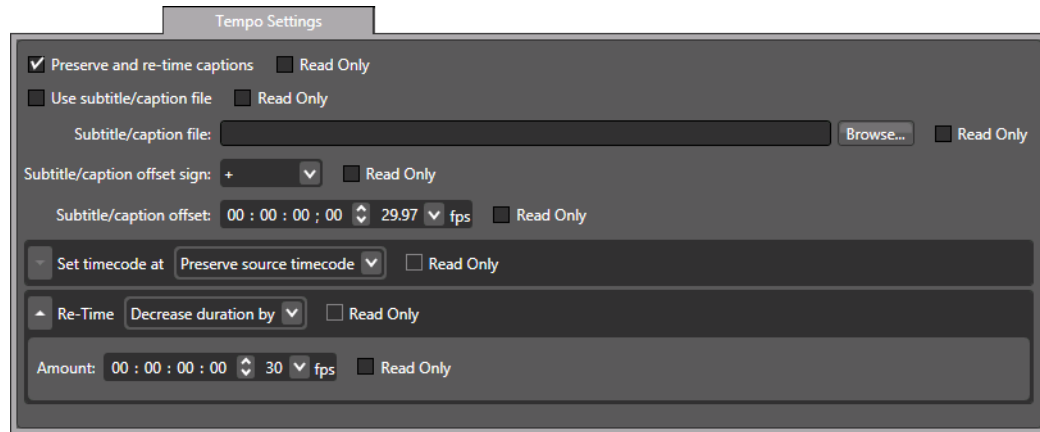 Tempo Settings
Preserve and re-time captions Read Only
Use subtitle/caption file Read Only
Subtitle/caption file: Browse... Read Only
Subtitle/caption offset sign: + Read Only
Subtitle/caption offset: 00 : 00 : 00 ; 00 29.97 fps Read Only
Set timecode at Preserve source timecode Read Only
Re-Time Decrease duration by Read Only
Amount: 00 : 00 : 00 : 00 30 fps Read Only